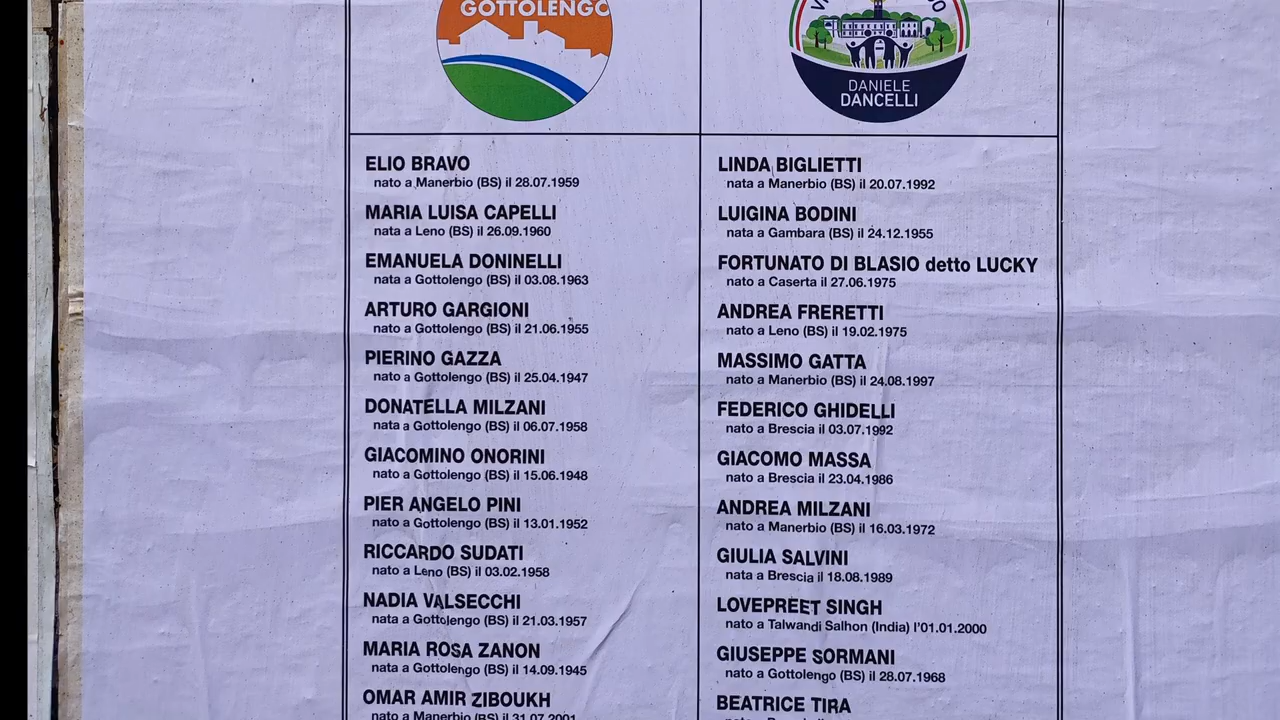 GOTTOLENGO
ELIO BRAVO
nato a Manerbio (BS) il 28.07.1959
MARIA LUISA CAPELLI
nata a Leno (BS) il 26.09.1960
EMANUELA DONINELLI
nata a Gottolengo (BS) il 03.08.1963
ARTURO GARGIONI
nato a Gottolengo (BS) il 21.06.1955
PIERINO GAZZA
nato a Gottolengo (BS) il 25.04.1947
DONATELLA MILZANI
nata a Gottolengo (BS) il 06.07.1958
GIACOMINO ONORINI
nato a Gottolengo (BS) il 15.06.1948
PIER ANGELO PINI
nato a Gottolengo (BS) il 13.01.1952
RICCARDO SUDATI
nato a Leno (BS) il 03.02.1958
NADIA VALSECCHI
nata a Gottolengo (BS) il 21.03.1957
MARIA ROSA ZANON
nata a Gottolengo (BS) il 14.09.1945
OMAR AMIR ZIBOUKH
nato a Manerbio (BS) il 31.07.2001
DANIELE
DANCELLI
LINDA BIGLIETTI
nata a Manerbio (BS) il 20.07.1992
LUIGINA BODINI
nata a Gambara (BS) il 24.12.1955
FORTUNATO DI BLASIO detto LUCKY
nato a Caserta il 27.06.1975
ANDREA FRERETTI
nato a Leno (BS) il 19.02.1975
MASSIMO GATTA
nato a Manerbio (BS) il 24.08.1997
FEDERICO GHIDELLI
nato a Brescia il 03.07.1992
GIACOMO MASSA
nato a Brescia il 23.04.1986
ANDREA MILZANI
nato a Manerbio (BS) il 16.03.1972
GIULIA SALVINI
nata a Brescia il 18.08.1989
LOVEPREET SINGH
nato a Talwandi Salhon (India) l'01.01.2000
GIUSEPPE SORMANI
nato a Gottolengo (BS) il 28.07.1968
BEATRICE TIRA